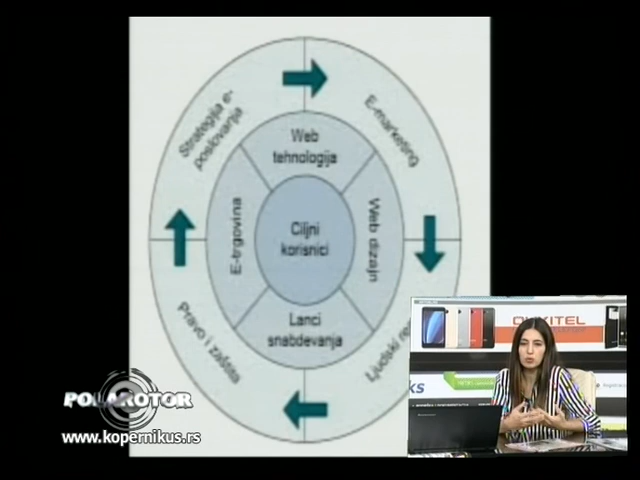 Strategija e-
poslovanja
E-marketing
Web
tehnologija
E-trgovina
Ciljni
korisnici
Web dizajn
Lanci
snabdevanja
Pravo i zaštita
Ljudski
OUKITEL
POLAROTOR
www.kopernikus.rs